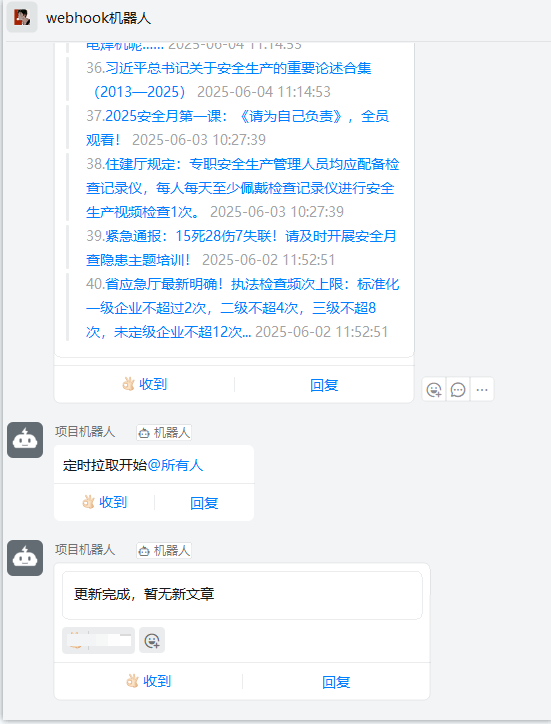 webhook机器人
电焊机呢...... 2025-06-04 11:14:53
36.习近平总书记关于安全生产的重要论述合集
（2013—2025） 2025-06-04 11:14:53
37.2025安全月第一课：《请为自己负责》，全员
观看！ 2025-06-03 10:27:39
38.住建厅规定：专职安全生产管理人员均应配备检
查记录仪，每人每天至少佩戴检查记录仪进行安全
生产视频检查1次。 2025-06-03 10:27:39
39.紧急通报：15死28伤7失联！请及时开展安全月
查隐患主题培训！ 2025-06-02 11:52:51
40.省应急厅最新明确！执法检查频次上限：标准化
一级企业不超过2次，二级不超4次，三级不超8
次，未定级企业不超12次... 2025-06-02 11:52:51
收到 回复
项目机器人 机器人
定时拉取开始@所有人
收到 回复
项目机器人 机器人
更新完成，暂无新文章
收到 回复